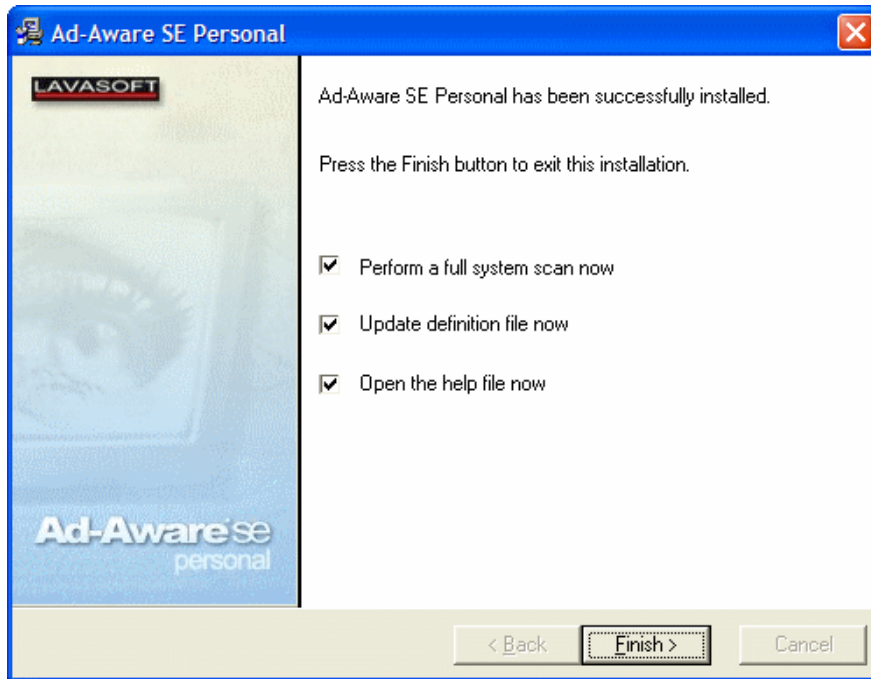 Ad-Aware SE Personal
LAVASOFT
Ad-Aware SE Personal has been successfully installed.
Press the Finish button to exit this installation.
Perform a full system scan now
Update definition file now
Open the help file now
Ad-Aware se
personal
< Back
Finish >
Cancel